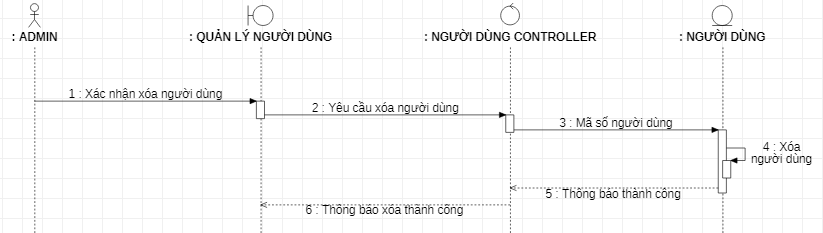 : ADMIN
: QUẢN LÝ NGƯỜI DÙNG
: NGƯỜI DÙNG CONTROLLER
: NGƯỜI DÙNG
1 : Xác nhận xóa người dùng
2 : Yêu cầu xóa người dùng
3 : Mã số người dùng
4 : Xóa
người dùng
5 : Thông báo thành công
6 : Thông báo xóa thành công